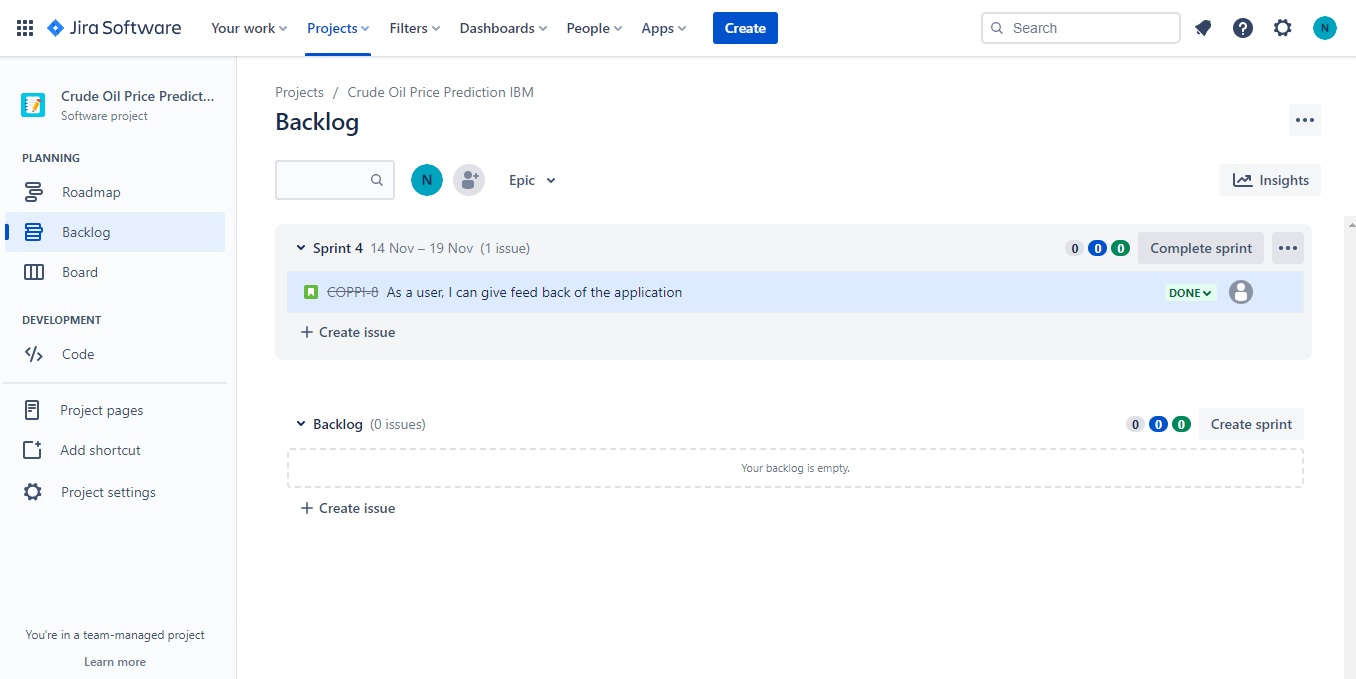 Jira Software Your work Projects Filters Dashboards People Apps Create Search N
Crude Oil Price Predict...
Software project
PLANNING
Roadmap
Backlog
Board
DEVELOPMENT
Code
Project pages
Add shortcut
Project settings
You're in a team-managed project
Learn more
Projects / Crude Oil Price Prediction IBM
Backlog
N Epic Insights
Sprint 4 14 Nov – 19 Nov (1 issue) 0 0 0 Complete sprint
COPPI-8 As a user, I can give feed back of the application DONE
+ Create issue
Backlog (0 issues) 0 0 0 Create sprint
Your backlog is empty.
+ Create issue